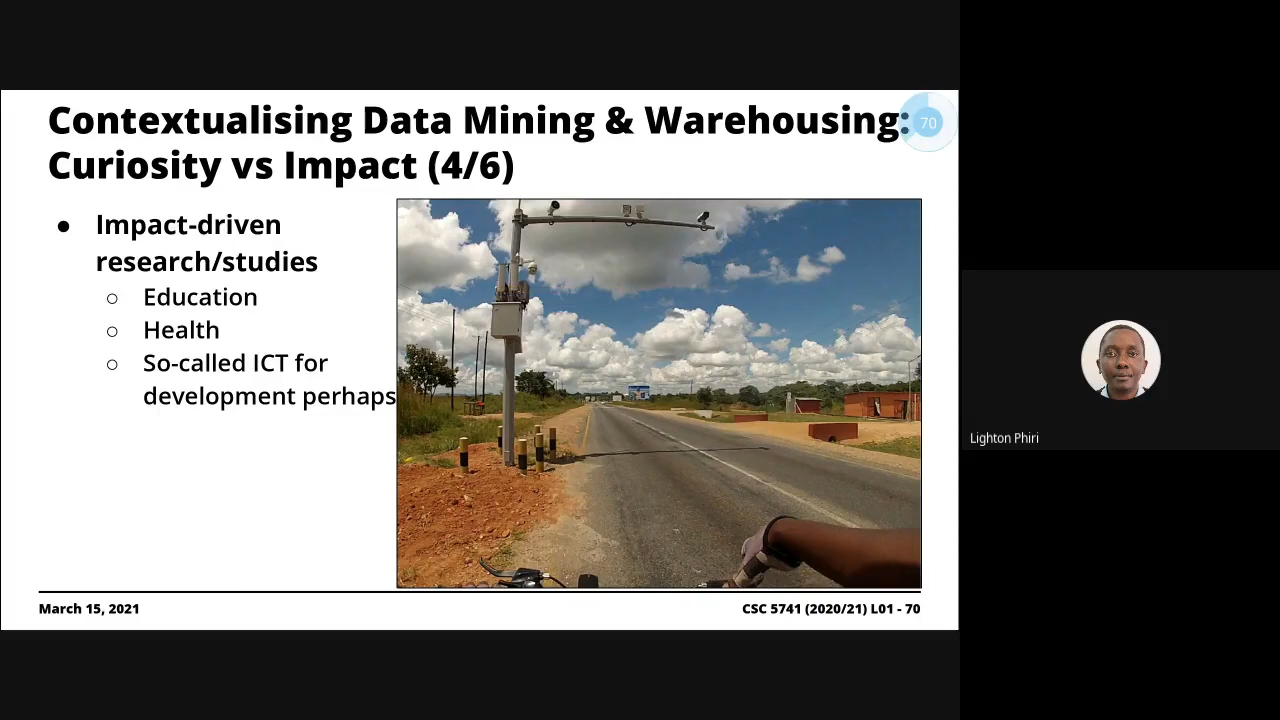 Contextualising Data Mining & Warehousing:
Curiosity vs Impact (4/6)
70
● Impact-driven
research/studies
○ Education
○ Health
○ So-called ICT for
development perhaps
March 15, 2021
CSC 5741 (2020/21) L01 - 70
Lighton Phiri